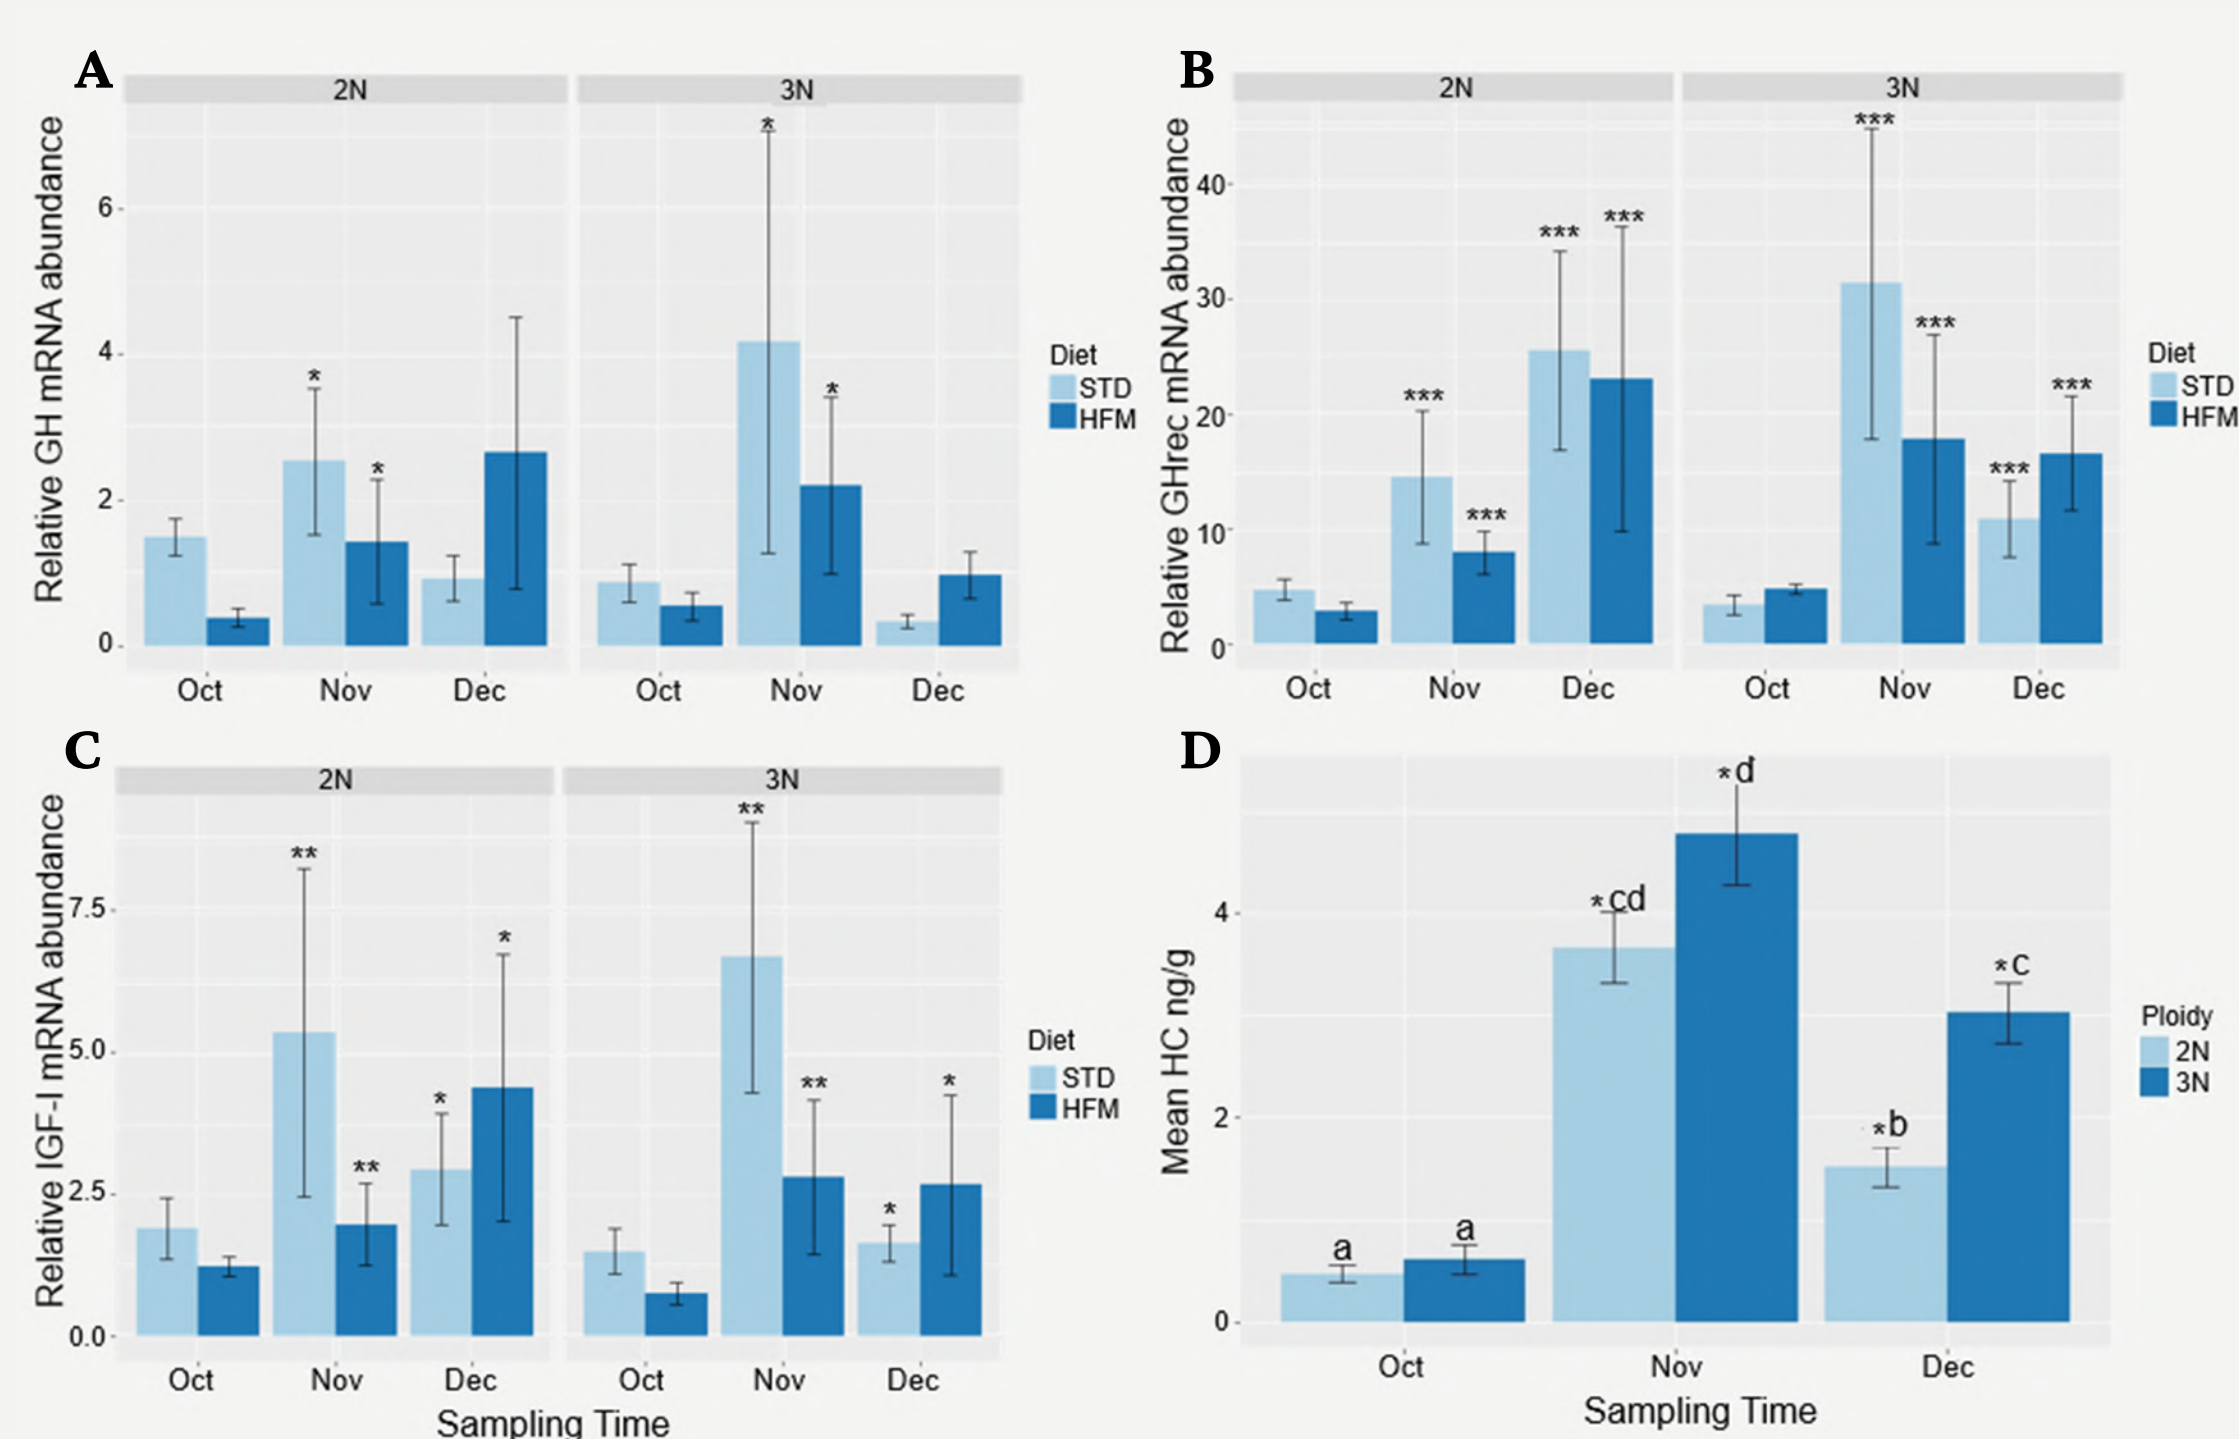 A
2N
3N
Relative GH mRNA abundance
6
4
2
0
*
*
*
*
Oct
Nov
Dec
Oct
Nov
Dec
Diet
STD
HFM
B
2N
3N
Relative GHrec mRNA abundance
40
30
20
10
0
***
***
***
***
***
***
***
***
Oct
Nov
Dec
Oct
Nov
Dec
Diet
STD
HFM
C
2N
3N
Relative IGF-I mRNA abundance
7.5
5.0
2.5
0.0
**
**
*
*
**
**
*
*
Oct
Nov
Dec
Oct
Nov
Dec
Sampling Time
Diet
STD
HFM
D
Mean HC ng/g
4
2
0
a
a
*cd
*d
*b
*c
Oct
Nov
Dec
Sampling Time
Ploidy
2N
3N